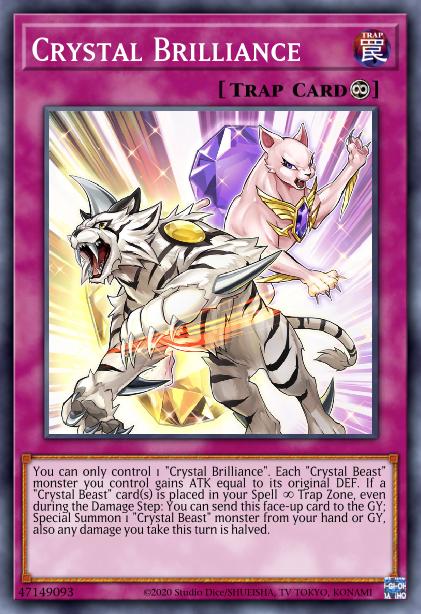 CRYSTAL BRILLIANCE
TRAP
罠
[TRAP CARD∞]
You can only control 1 "Crystal Brilliance". Each "Crystal Beast"
monster you control gains ATK equal to its original DEF. If a
"Crystal Beast" card(s) is placed in your Spell ∞ Trap Zone, even
during the Damage Step: You can send this face-up card to the GY;
Special Summon 1 "Crystal Beast" monster from your hand or GY,
also any damage you take this turn is halved.
47149093
©2020 Studio Dice/SHUEISHA, TV TOKYO, KONAMI